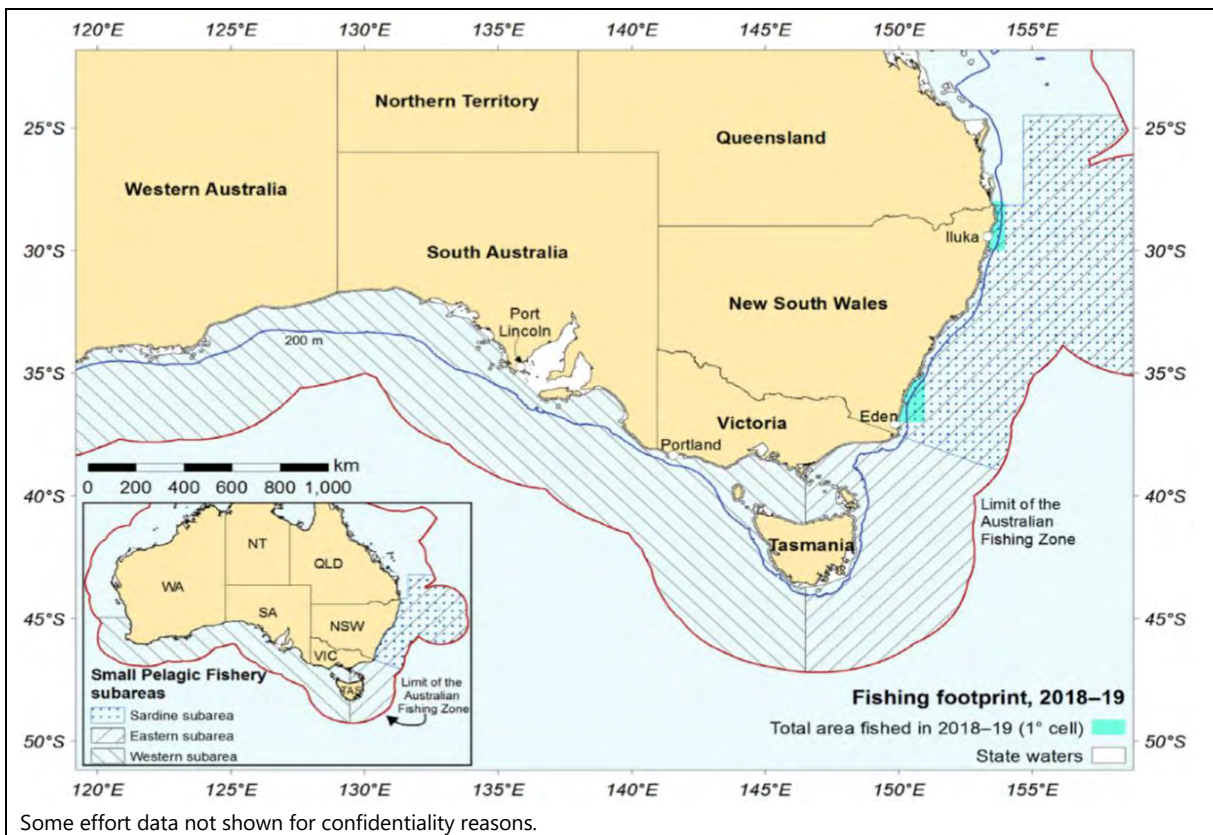 120°E 125°E 130°E 135°E 140°E 145°E 150°E 155°E
Northern Territory
25°S 25°S
Queensland
Western Australia
Iluka
30°S 30°S
South Australia
New South Wales
Port
Lincoln
200 m
35°S 35°S
Eden
Victoria
Portland
km
0 200 400 600 800 1,000
40°S 40°S
Limit of the
Australian
Fishing Zone
Tasmania
NT
QLD
WA
SA
45°S 45°S
NSW
VIC
Small Pelagic Fishery
subareas
TAS
Limit of the
Australian
Fishing Zone
Sardine subarea
Eastern subarea
Western subarea
Fishing footprint, 2018–19
Total area fished in 2018–19 (1° cell)
State waters
50°S 50°S
120°E 125°E 130°E 135°E 140°E 145°E 150°E 155°E
Some effort data not shown for confidentiality reasons.